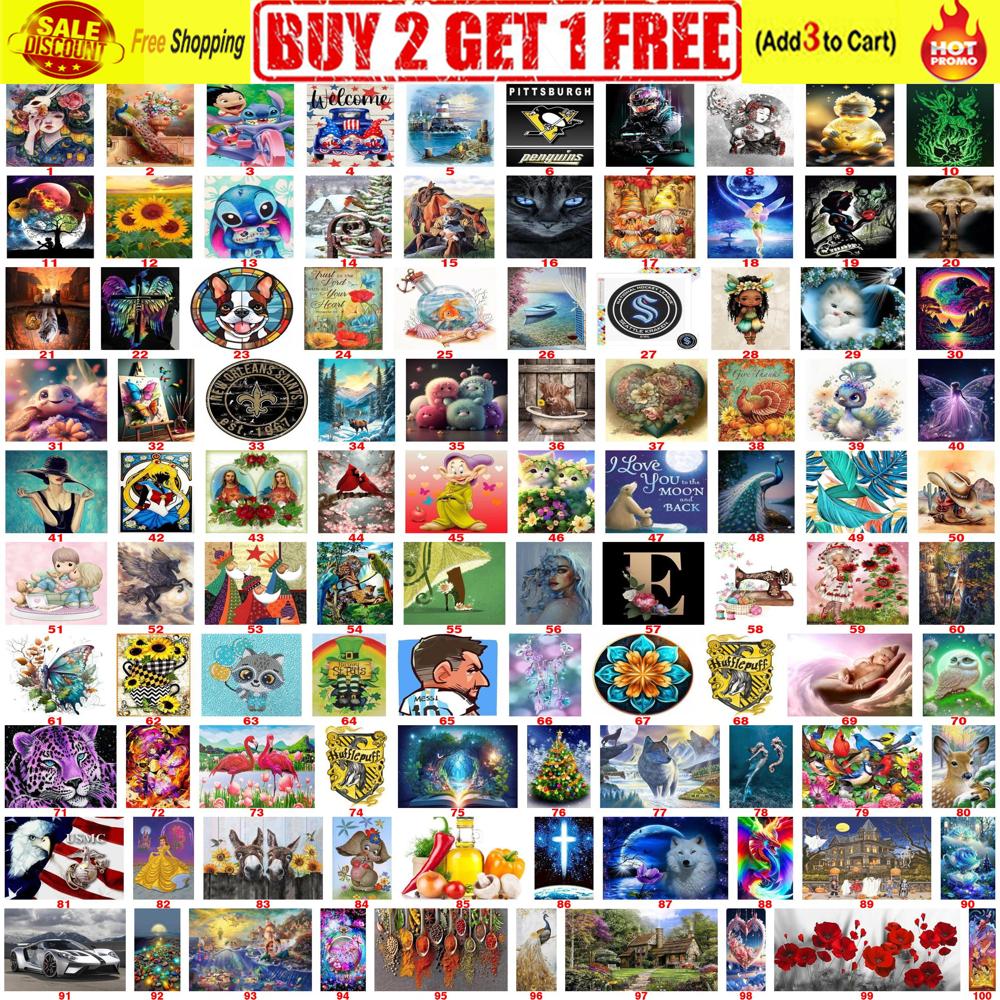 SALE
DISCOUNT
Free Shopping
BUY 2 GET 1 FREE
(Add 3 to Cart)
HOT
PROMO
Welcome
PITTSBURGH
penguins
1 2 3 4 5 6 7 8 9 10
11 12 13 14 15 16 17 18 19 20
Trust in the
Lord
with all
Your
Heart
SEATTLE KRAKEN
21 22 23 24 25 26 27 28 29 30
NEW ORLEANS SAINTS
EST. 1967
Give Thanks
31 32 33 34 35 36 37 38 39 40
I Love
You to the
MOON
and
BACK
41 42 43 44 45 46 47 48 49 50
E
51 52 53 54 55 56 57 58 59 60
MESSI
10
Hufflepuff
61 62 63 64 65 66 67 68 69 70
Hufflepuff
71 72 73 74 75 76 77 78 79 80
USMC
81 82 83 84 85 86 87 88 89 90
91 92 93 94 95 96 97 98 99 100